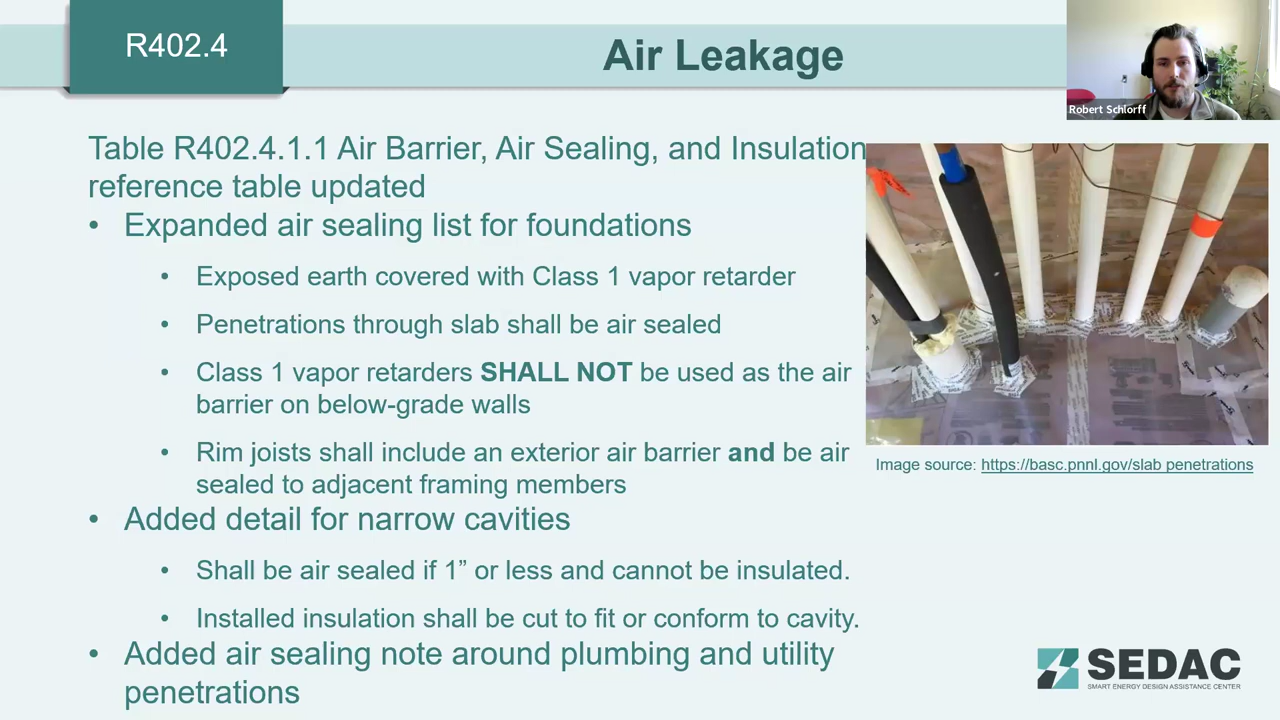 R402.4
Air Leakage
Robert Schlorff
Table R402.4.1.1 Air Barrier, Air Sealing, and Insulation
reference table updated
• Expanded air sealing list for foundations
• Exposed earth covered with Class 1 vapor retarder
• Penetrations through slab shall be air sealed
• Class 1 vapor retarders SHALL NOT be used as the air
barrier on below-grade walls
• Rim joists shall include an exterior air barrier and be air
sealed to adjacent framing members
• Added detail for narrow cavities
• Shall be air sealed if 1” or less and cannot be insulated.
• Installed insulation shall be cut to fit or conform to cavity.
• Added air sealing note around plumbing and utility
penetrations
Image source: https://basc.pnnl.gov/slab penetrations
SEDAC
SMART ENERGY DESIGN ASSISTANCE CENTER